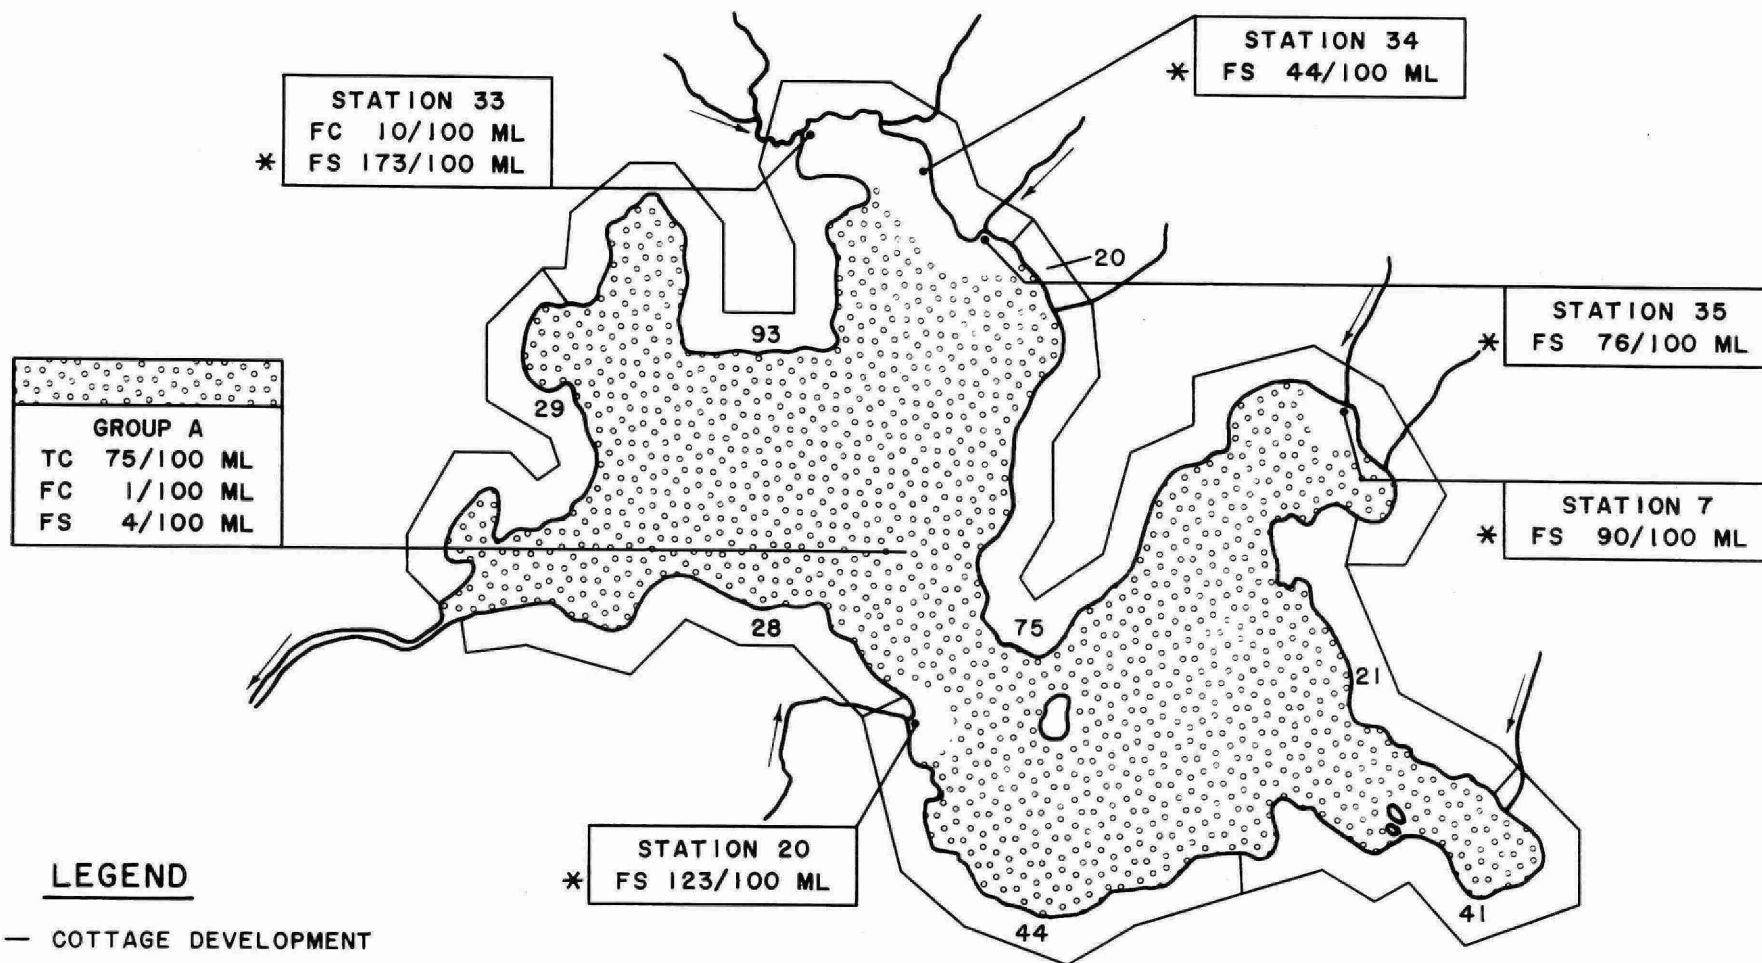 STATION 34
* FS 44/100 ML
STATION 33
FC 10/100 ML
* FS 173/100 ML
20
STATION 35
* FS 76/100 ML
93
29
GROUP A
TC 75/100 ML
FC 1/100 ML
FS 4/100 ML
STATION 7
* FS 90/100 ML
28
75
21
STATION 20
* FS 123/100 ML
LEGEND
— COTTAGE DEVELOPMENT
44
41